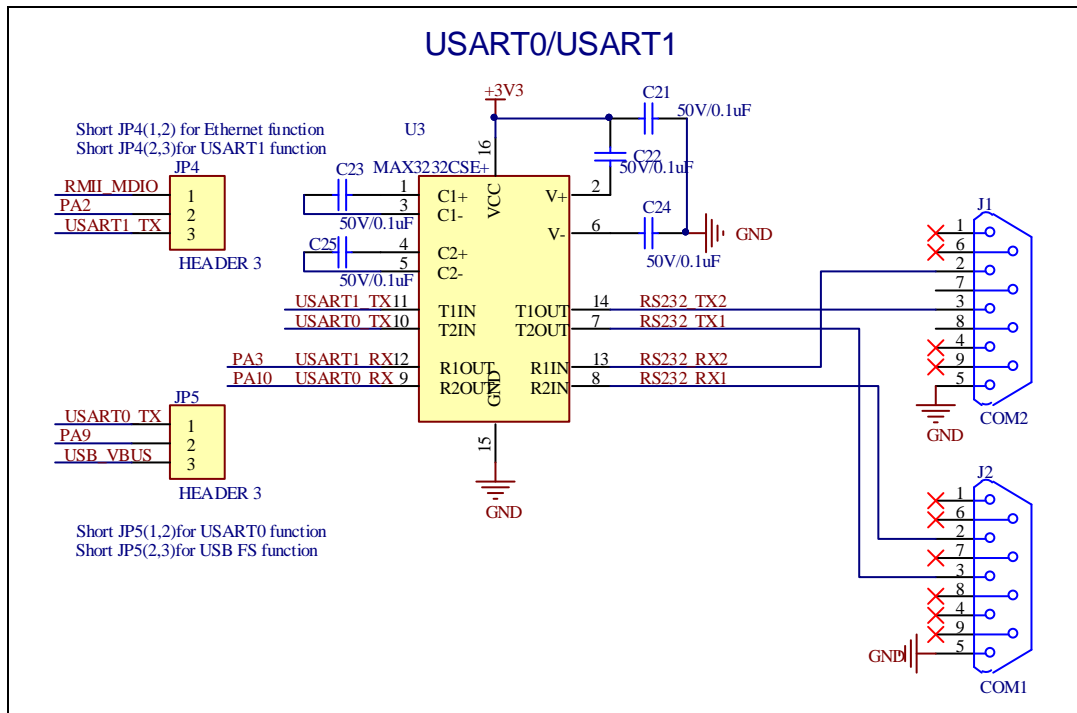 USART0/USART1
+3V3
C21
50V/0.1uF
Short JP4(1,2) for Ethernet function
Short JP4(2,3)for USART1 function
U3
16
C22
50V/0.1uF
JP4
C23
MAX3232CSE+
RMII_MDIO 1
PA2 2
USART1_TX 3
HEADER 3
1 C1+
3 C1-
VCC
V+ 2
50V/0.1uF
C24
V- 6
GND
50V/0.1uF
C25
4 C2+
5 C2-
50V/0.1uF
USART1_TX 11 T1IN
USART0_TX 10 T2IN
T1OUT 14 RS232_TX2
T2OUT 7 RS232_TX1
PA3 USART1_RX 12 R1OUT
PA10 USART0_RX 9 R2OUT
R1IN 13 RS232_RX2
R2IN 8 RS232_RX1
GND
15
GND
JP5
USART0_TX 1
PA9 2
USB_VBUS 3
HEADER 3
Short JP5(1,2)for USART0 function
Short JP5(2,3)for USB FS function
J1
1
6
2
7
3
8
4
9
5
GND
COM2
J2
1
6
2
7
3
8
4
9
5
GND
COM1